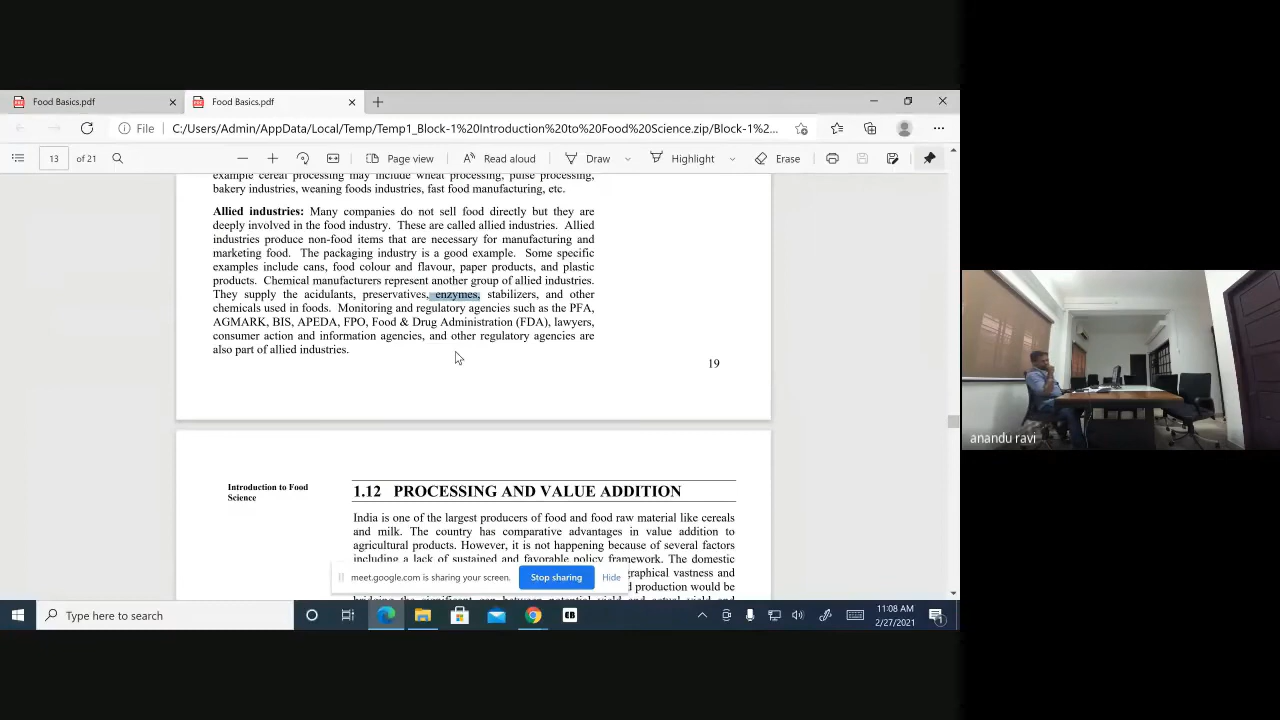 Food Basics.pdf
Food Basics.pdf
File
C:/Users/Admin/AppData/Local/Temp/Temp1_Block-1%20Introduction%20to%20Food%20Science.zip/Block-1%2...
13 of 21
Page view
Read aloud
Draw
Highlight
Erase
example cereal processing may include wheat processing, pulse processing,
bakery industries, weaning foods industries, fast food manufacturing, etc.
Allied industries: Many companies do not sell food directly but they are
deeply involved in the food industry. These are called allied industries. Allied
industries produce non-food items that are necessary for manufacturing and
marketing food. The packaging industry is a good example. Some specific
examples include cans, food colour and flavour, paper products, and plastic
products. Chemical manufacturers represent another group of allied industries.
They supply the acidulants, preservatives, enzymes, stabilizers, and other
chemicals used in foods. Monitoring and regulatory agencies such as the PFA,
AGMARK, BIS, APEDA, FPO, Food & Drug Administration (FDA), lawyers,
consumer action and information agencies, and other regulatory agencies are
also part of allied industries.
19
Introduction to Food
Science
1.12 PROCESSING AND VALUE ADDITION
India is one of the largest producers of food and food raw material like cereals
and milk. The country has comparative advantages in value addition to
agricultural products. However, it is not happening because of several factors
including a lack of sustained and favorable policy framework. The domestic
graphical vastness and
production would be
meet.google.com is sharing your screen.
Stop sharing
Hide
anandu ravi
Type here to search
11:08 AM
2/27/2021